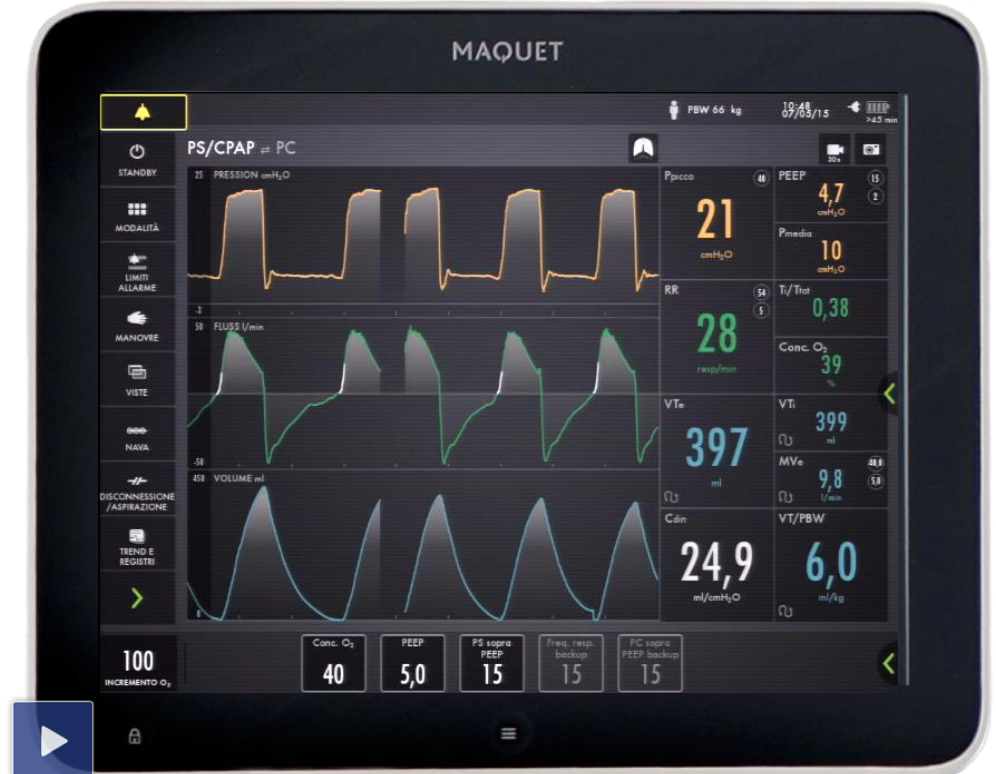 MAQUET
PBW 66 kg
10:48
07/05/15
>45 min
STANDBY
MODALITÀ
LIMITI
ALLARME
MANOVRE
VISTE
NAVA
DISCONNESSIONE
/ASPIRAZIONE
TREND E
REGISTRI
PS/CPAP ⇄ PC
30s
25 PRESSION cmH₂O
-3
50 FLUSS l/min
-50
450 VOLUME ml
0
Ppicco 40
21
cmH₂O
PEEP 15
4,7 2
cmH₂O
Pmedia
10
cmH₂O
RR 54
5
28
resp/min
Ti/Ttot
0,38
Conc. O₂
39
%
VTe
397
ml
VTi
399
ml
MVe 40,0
9,8 5,0
l/min
Cdin
24,9
ml/cmH₂O
VT/PBW
6,0
ml/kg
100
INCREMENTO O₂
Conc. O₂
40
PEEP
5,0
PS sopra
PEEP
15
Freq. resp.
backup
15
PC sopra
PEEP backup
15